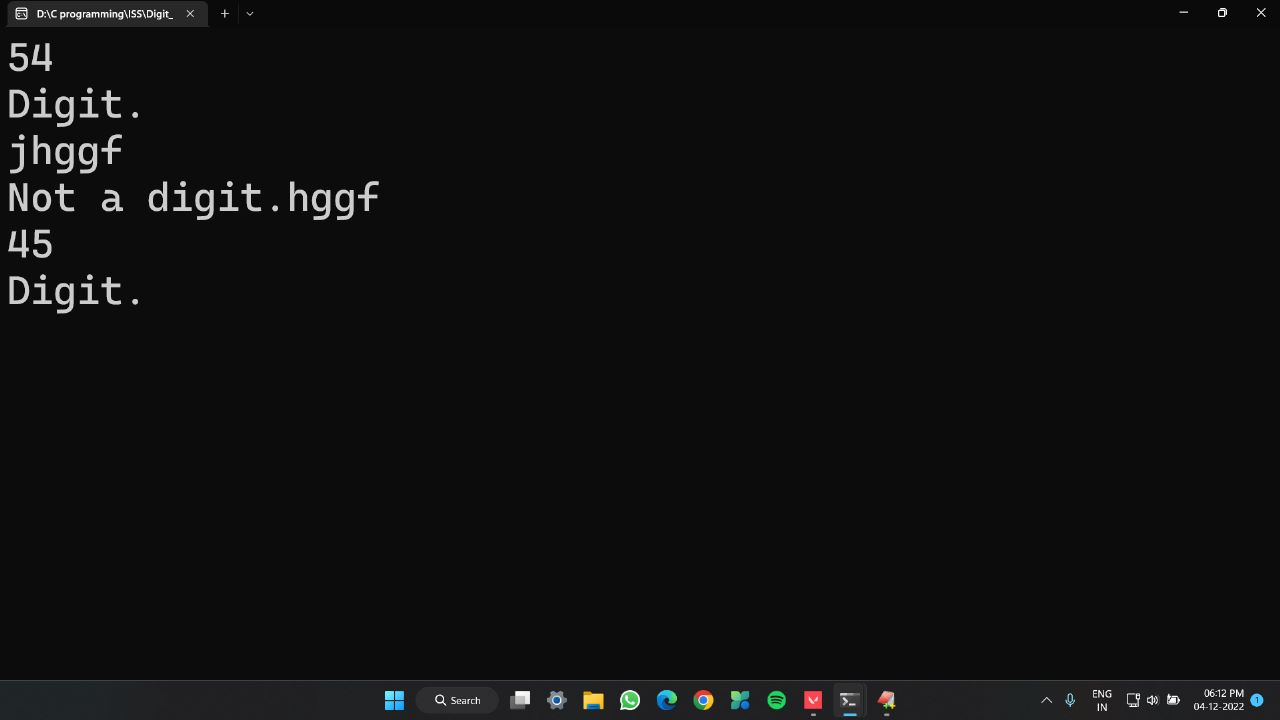 D:\C programming\ISS\Digit_
54
Digit.
jhggf
Not a digit.hggf
45
Digit.
Search
ENG
IN
06:12 PM
04-12-2022
1